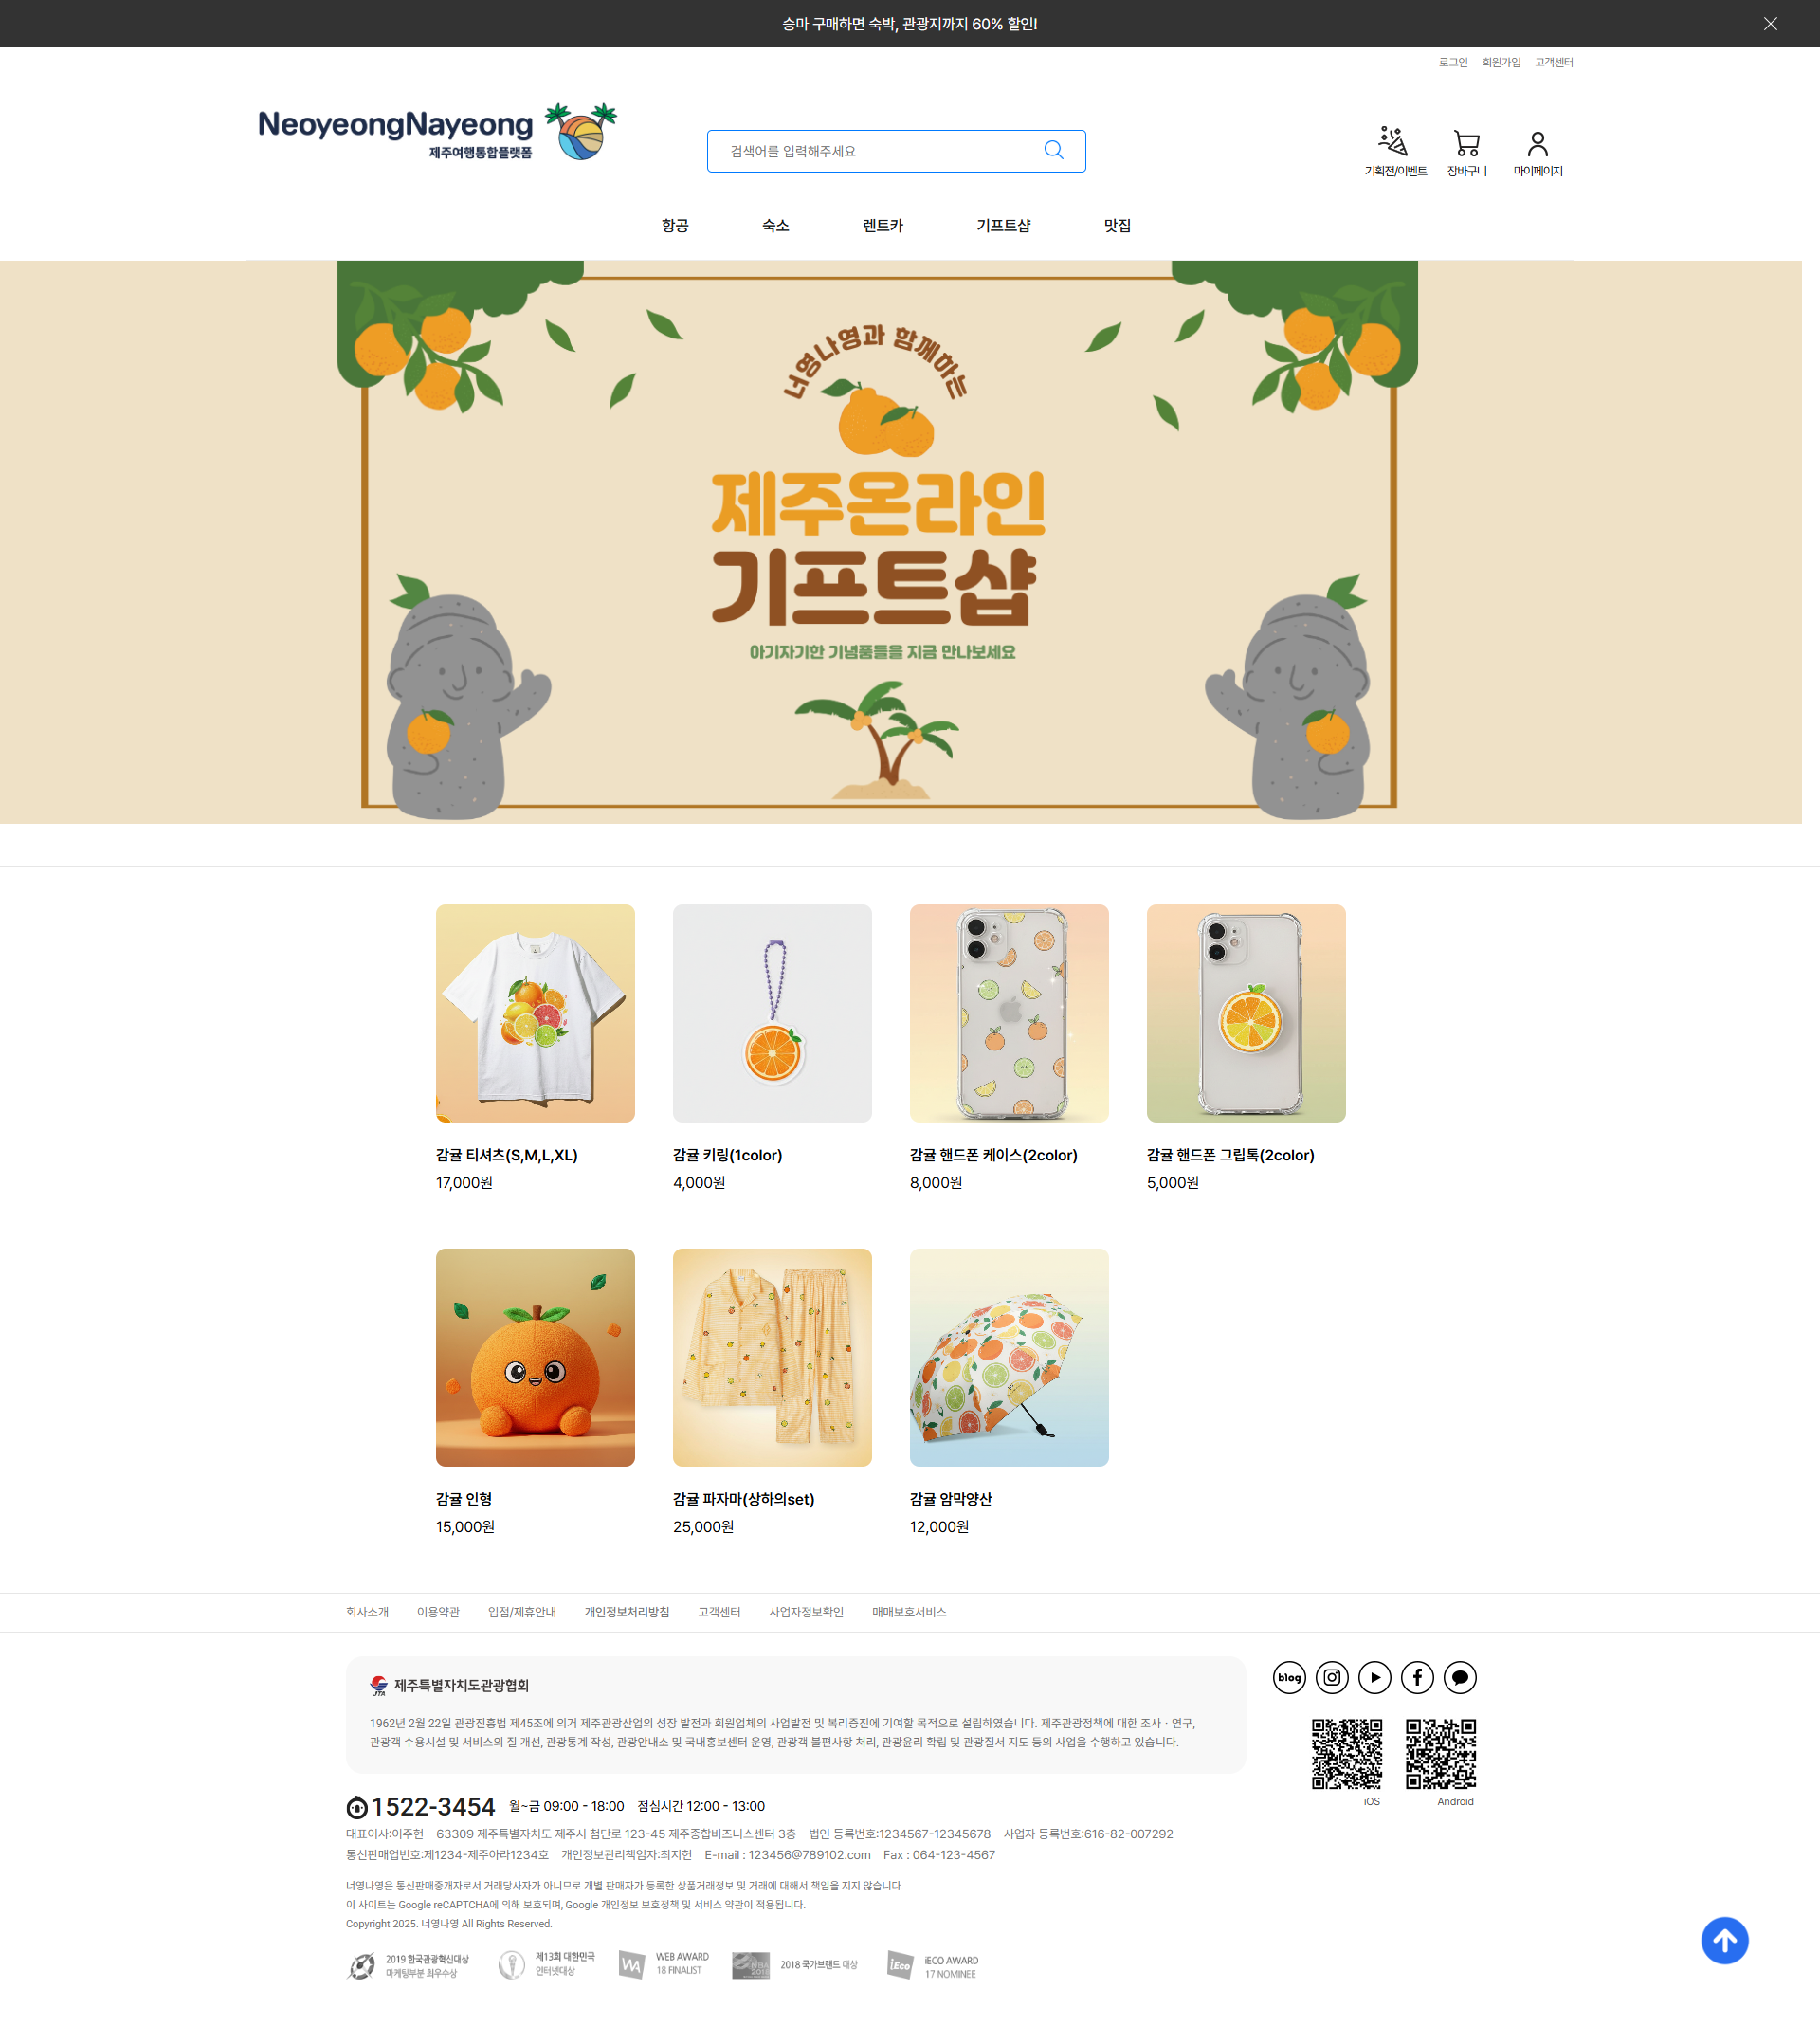 승마 구매하면 숙박, 관광지까지 60% 할인!
로그인 회원가입 고객센터
NeoyeongNayeong
제주여행통합플랫폼
검색어를 입력해주세요
기획전/이벤트 장바구니 마이페이지
항공 숙소 렌트카 기프트샵 맛집
너영나영과 함께하는
제주온라인
기프트샵
아기자기한 기념품들을 지금 만나보세요
감귤 티셔츠(S,M,L,XL)
17,000원
감귤 키링(1color)
4,000원
감귤 핸드폰 케이스(2color)
8,000원
감귤 핸드폰 그립톡(2color)
5,000원
감귤 인형
15,000원
감귤 파자마(상하의set)
25,000원
감귤 암막양산
12,000원
회사소개 이용약관 입점/제휴안내 개인정보처리방침 고객센터 사업자정보확인 매매보호서비스
JTA 제주특별자치도관광협회
1962년 2월 22일 관광진흥법 제45조에 의거 제주관광산업의 성장 발전과 회원업체의 사업발전 및 복리증진에 기여할 목적으로 설립하였습니다. 제주관광정책에 대한 조사ㆍ연구,
관광객 수용시설 및 서비스의 질 개선, 관광통계 작성, 관광안내소 및 국내홍보센터 운영, 관광객 불편사항 처리, 관광윤리 확립 및 관광질서 지도 등의 사업을 수행하고 있습니다.
blog
iOS Android
1522-3454 월~금 09:00 - 18:00 점심시간 12:00 - 13:00
대표이사:이주현 63309 제주특별자치도 제주시 첨단로 123-45 제주종합비즈니스센터 3층 법인 등록번호:1234567-12345678 사업자 등록번호:616-82-007292
통신판매업번호:제1234-제주아라1234호 개인정보관리책임자:최지헌 E-mail : 123456@789102.com Fax : 064-123-4567
너영나영은 통신판매중개자로서 거래당사자가 아니므로 개별 판매자가 등록한 상품거래정보 및 거래에 대해서 책임을 지지 않습니다.
이 사이트는 Google reCAPTCHA에 의해 보호되며, Google 개인정보 보호정책 및 서비스 약관이 적용됩니다.
Copyright 2025. 너영나영 All Rights Reserved.
2019 한국관광혁신대상
마케팅부분 최우수상
제13회 대한민국
인터넷대상
WA
WEB AWARD
18 FINALIST
2018 국가브랜드 대상
iEco
iECO AWARD
17 NOMINEE